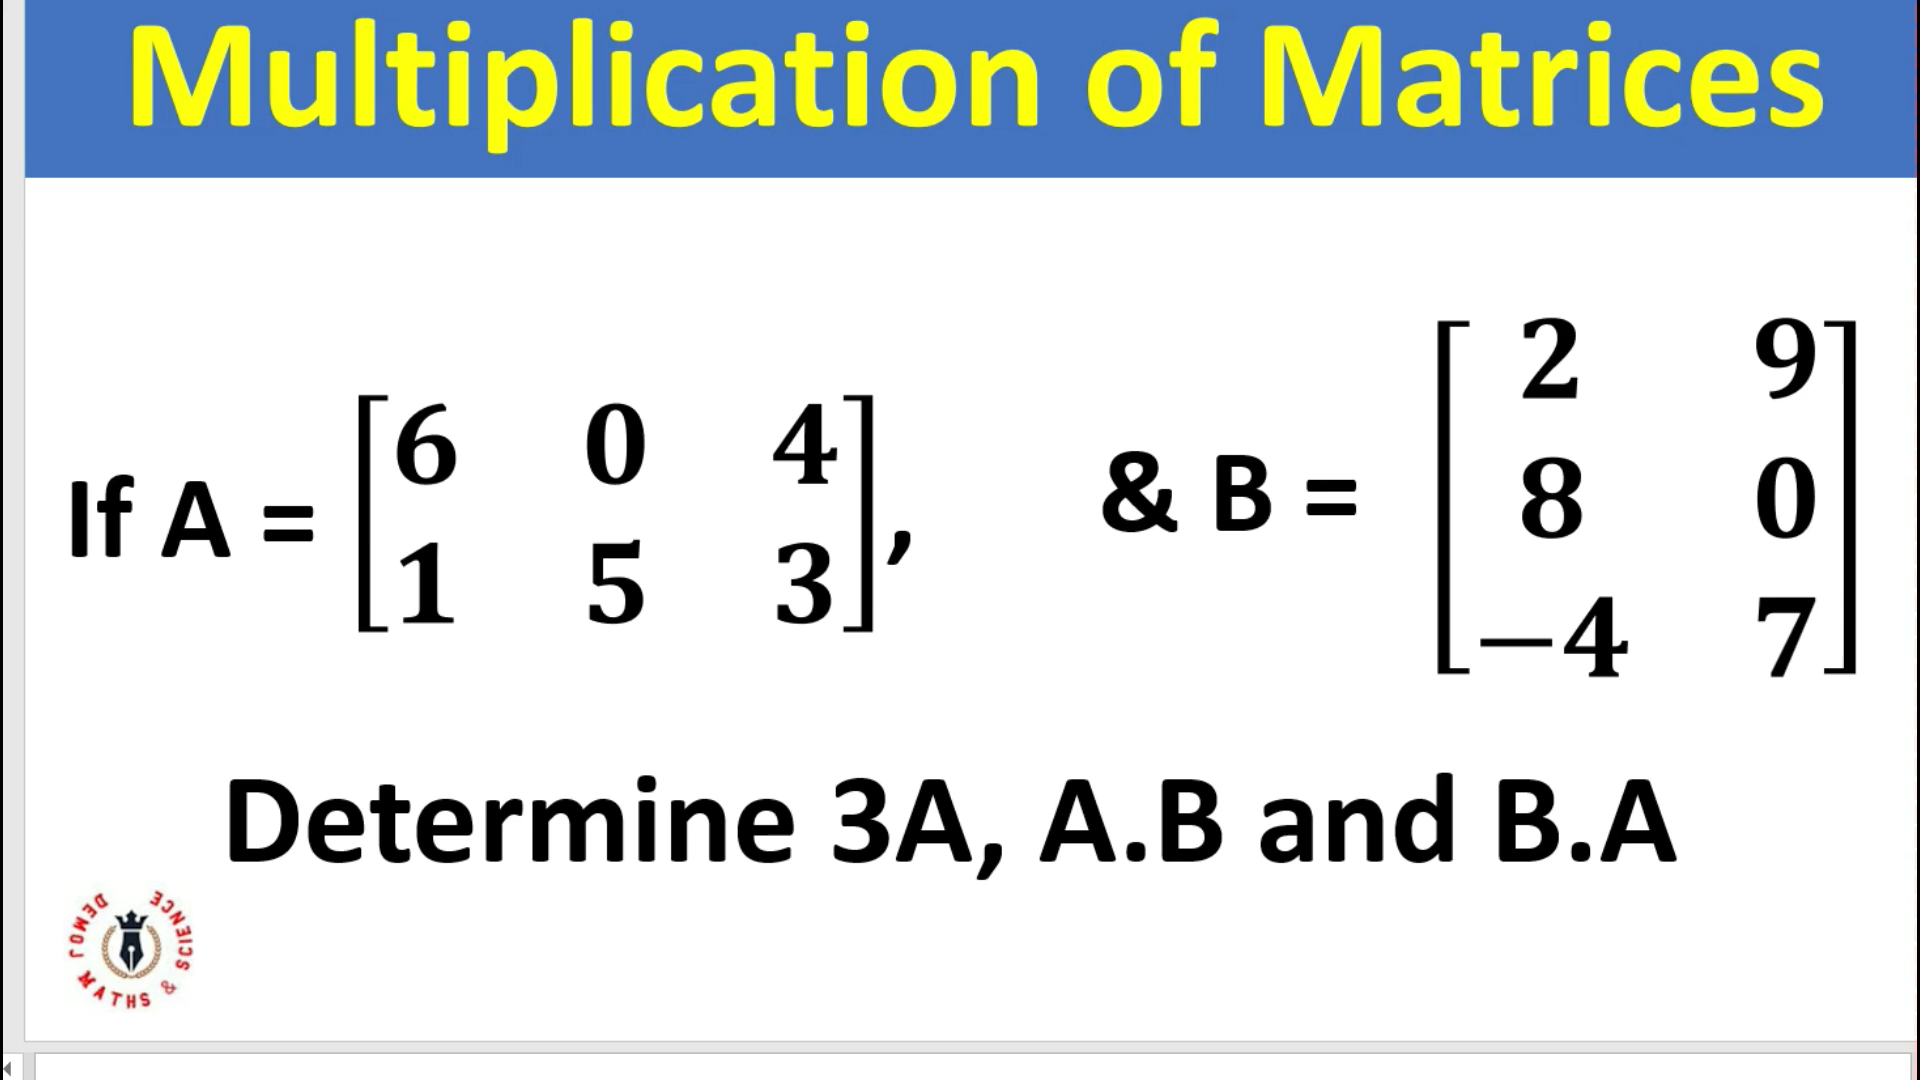 Multiplication of Matrices
If A = [6 0 4
1 5 3], & B = [2 9
8 0
−4 7]
Determine 3A, A.B and B.A
DEMOJ MATHS & SCIENCE